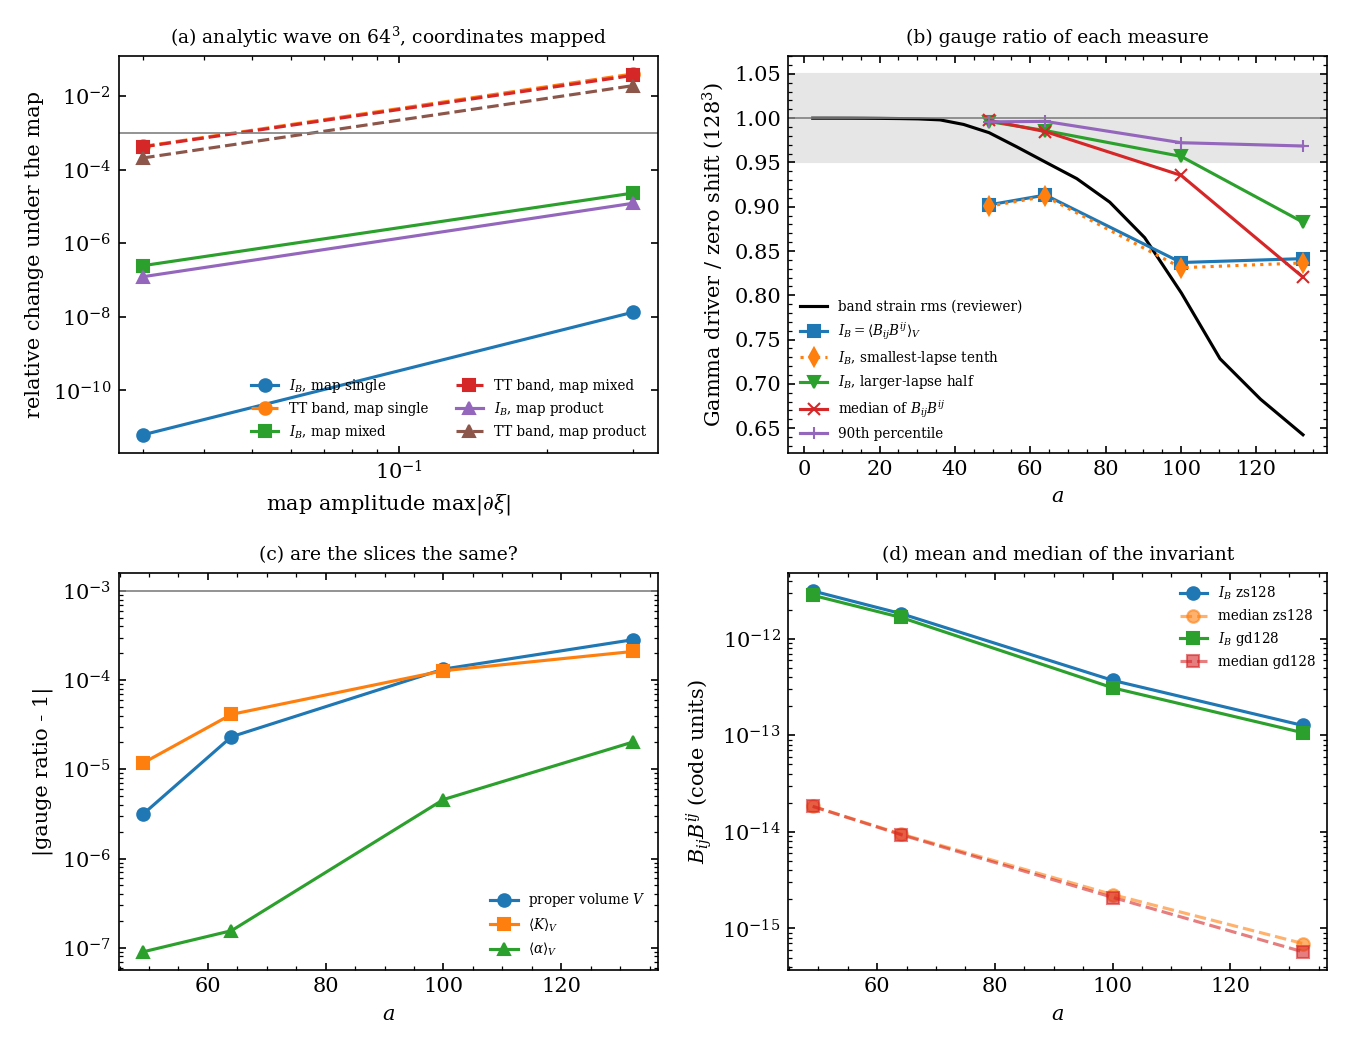 (a) analytic wave on 64³, coordinates mapped
relative change under the map
10⁻²
10⁻⁴
10⁻⁶
10⁻⁸
10⁻¹⁰
I_B, map single
TT band, map single
I_B, map mixed
TT band, map mixed
I_B, map product
TT band, map product
10⁻¹
map amplitude max|∂ξ|
(b) gauge ratio of each measure
Gamma driver / zero shift (128³)
1.05
1.00
0.95
0.90
0.85
0.80
0.75
0.70
0.65
band strain rms (reviewer)
I_B = ⟨B_{ij}B^{ij}⟩_V
I_B, smallest-lapse tenth
I_B, larger-lapse half
median of B_{ij}B^{ij}
90th percentile
0 20 40 60 80 100 120
a
(c) are the slices the same?
|gauge ratio - 1|
10⁻³
10⁻⁴
10⁻⁵
10⁻⁶
10⁻⁷
proper volume V
⟨K⟩_V
⟨α⟩_V
60 80 100 120
a
(d) mean and median of the invariant
B_{ij}B^{ij} (code units)
10⁻¹²
10⁻¹³
10⁻¹⁴
10⁻¹⁵
I_B zs128
median zs128
I_B gd128
median gd128
60 80 100 120
a